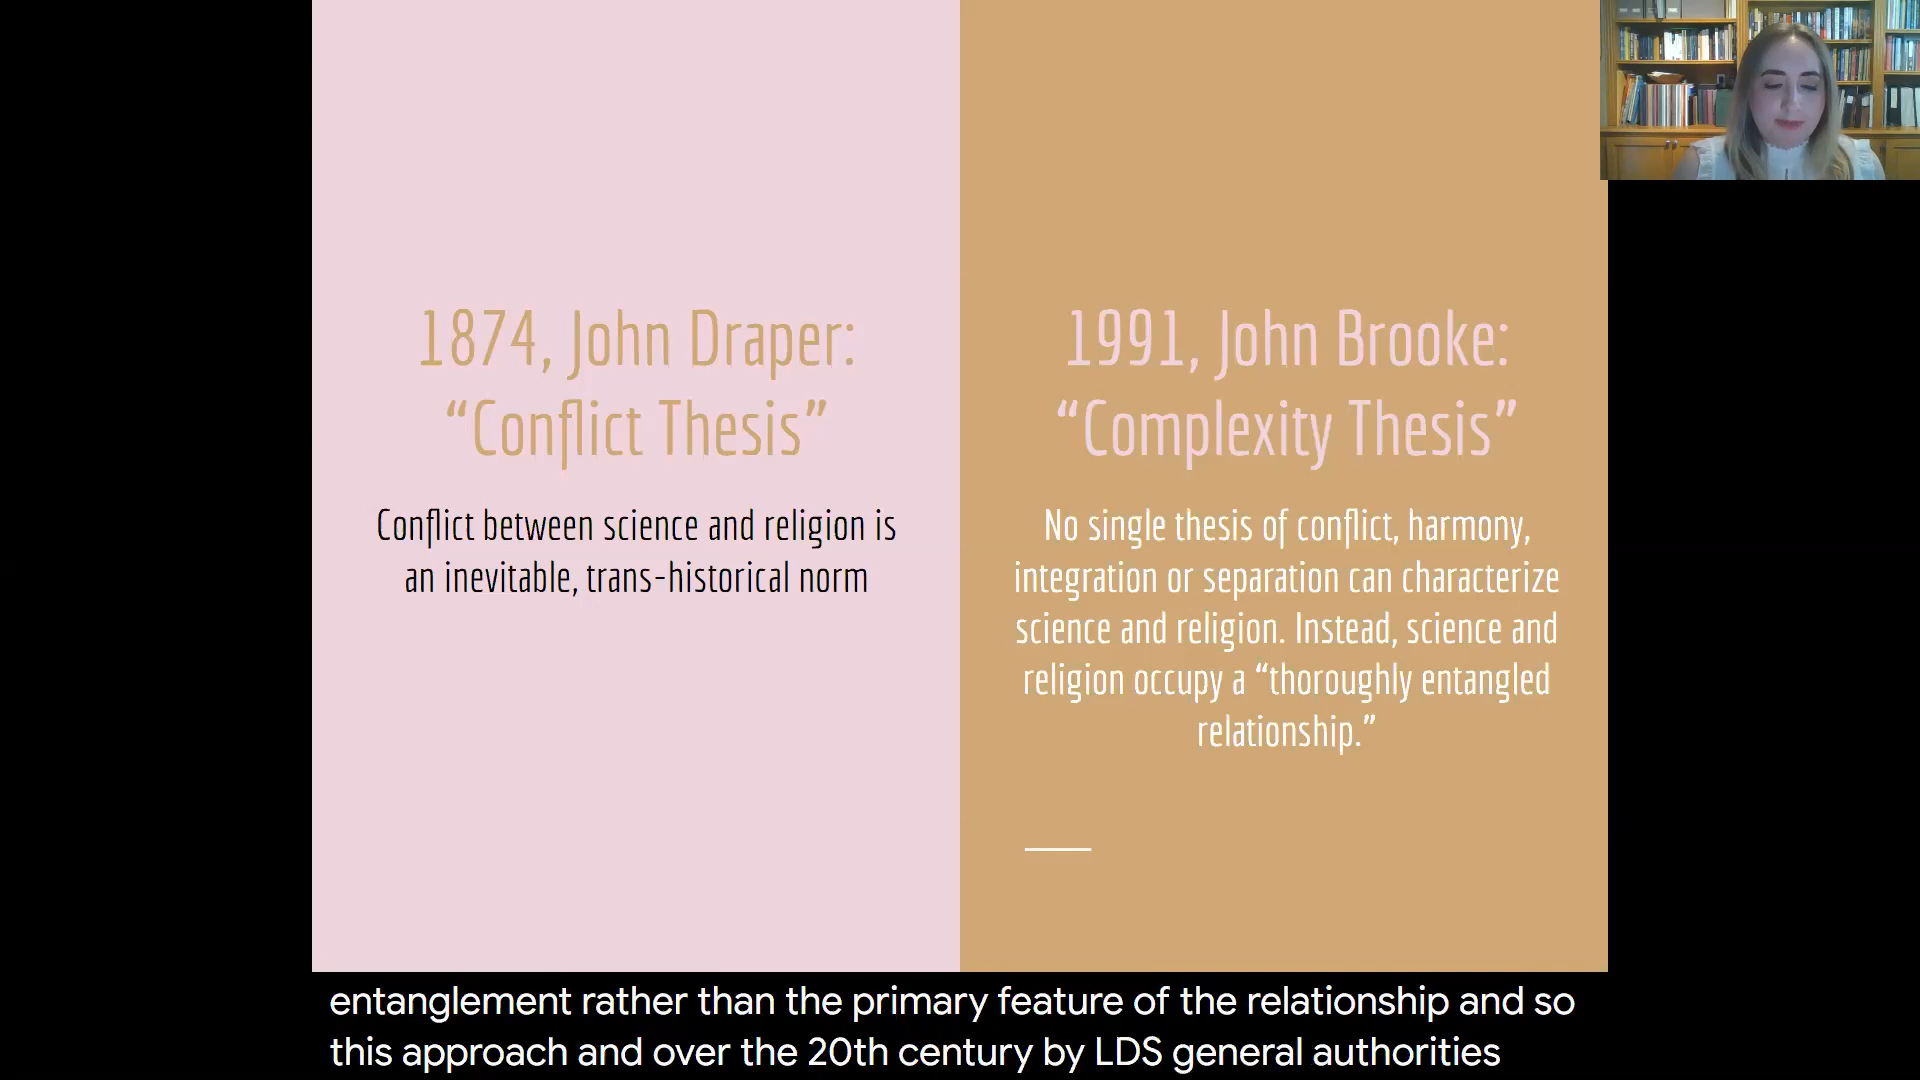 1874, John Draper:
“Conflict Thesis”
Conflict between science and religion is
an inevitable, trans-historical norm
1991, John Brooke:
“Complexity Thesis”
No single thesis of conflict, harmony,
integration or separation can characterize
science and religion. Instead, science and
religion occupy a “thoroughly entangled
relationship.”
entanglement rather than the primary feature of the relationship and so
this approach and over the 20th century by LDS general authorities